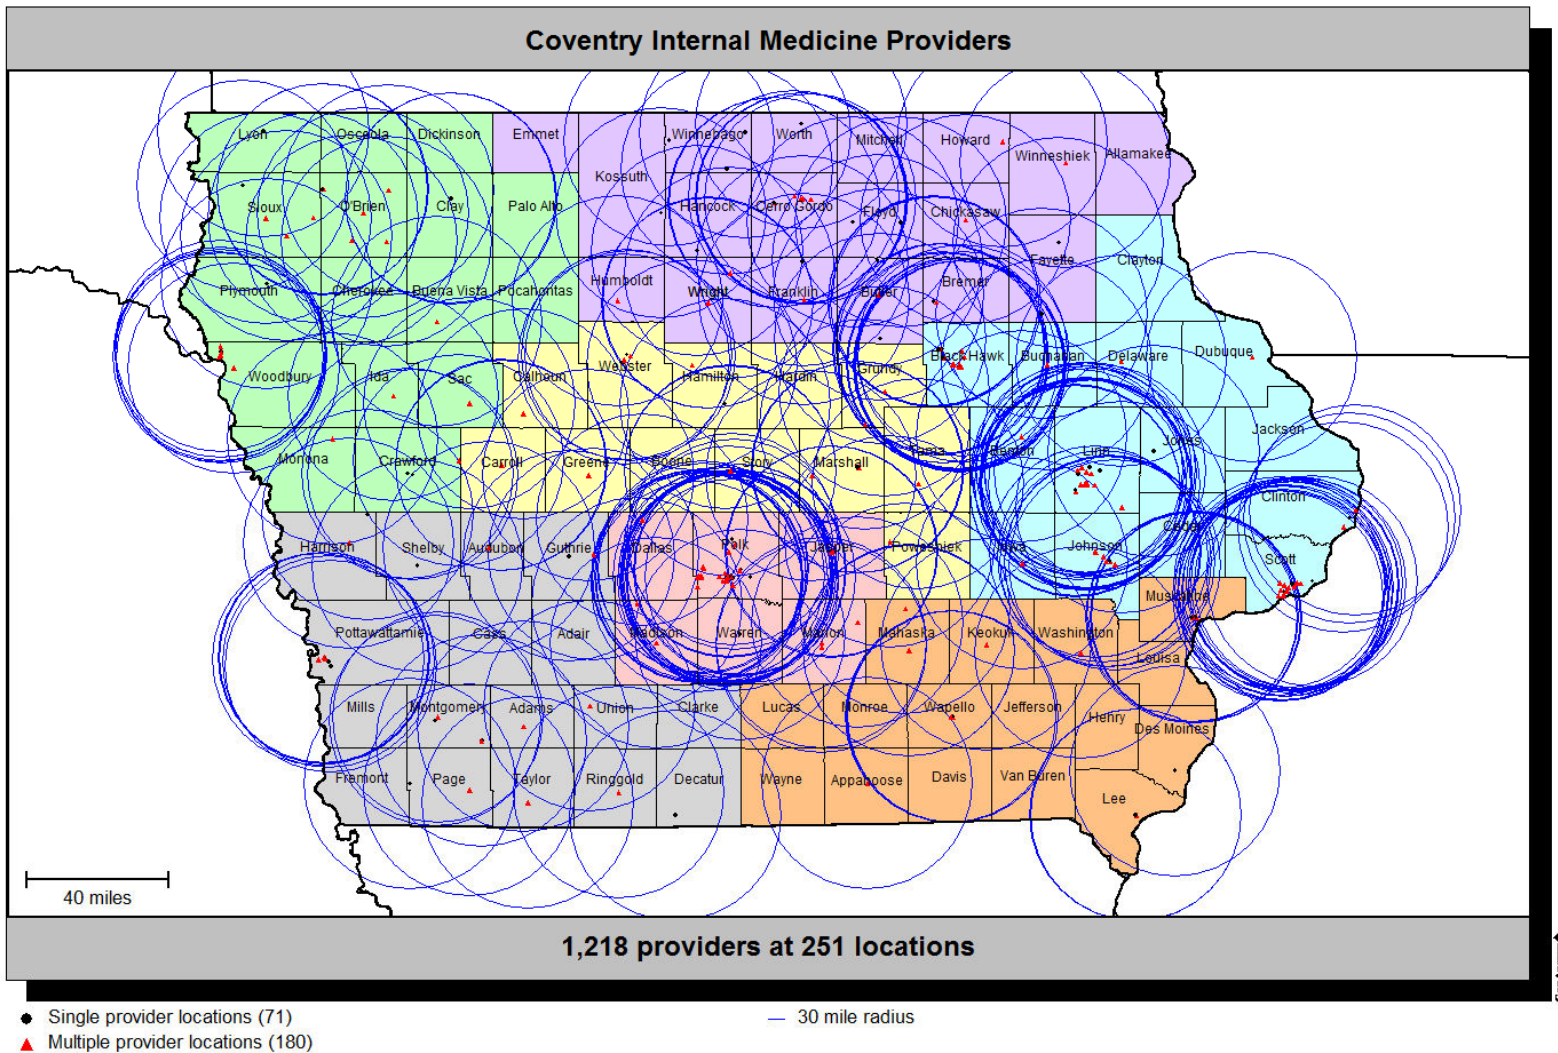 Coventry Internal Medicine Providers
Lyon Osceola Dickinson Emmet Winnebago Worth Mitchell Howard Winneshiek Allamakee
Kossuth
Sioux O'Brien Clay Palo Alto Hancock Cerro Gordo Floyd Chickasaw
Fayette Clayton
Plymouth Cherokee Buena Vista Pocahontas Humboldt Wright Franklin Butler Bremer
Woodbury Ida Sac Calhoun Webster Hamilton Hardin Grundy Black Hawk Buchanan Delaware Dubuque
Jackson
Monona Crawford Carroll Greene Boone Story Marshall Tama Benton Linn Jones
Clinton
Cedar
Harrison Shelby Audubon Guthrie Dallas Polk Jasper Poweshiek Iowa Johnson Scott
Muscatine
Pottawattamie Cass Adair Madison Warren Marion Mahaska Keokuk Washington
Louisa
Mills Montgomery Adams Union Clarke Lucas Monroe Wapello Jefferson Henry
Des Moines
Fremont Page Taylor Ringgold Decatur Wayne Appanoose Davis Van Buren
Lee
40 miles
1,218 providers at 251 locations
Single provider locations (71)
Multiple provider locations (180)
30 mile radius